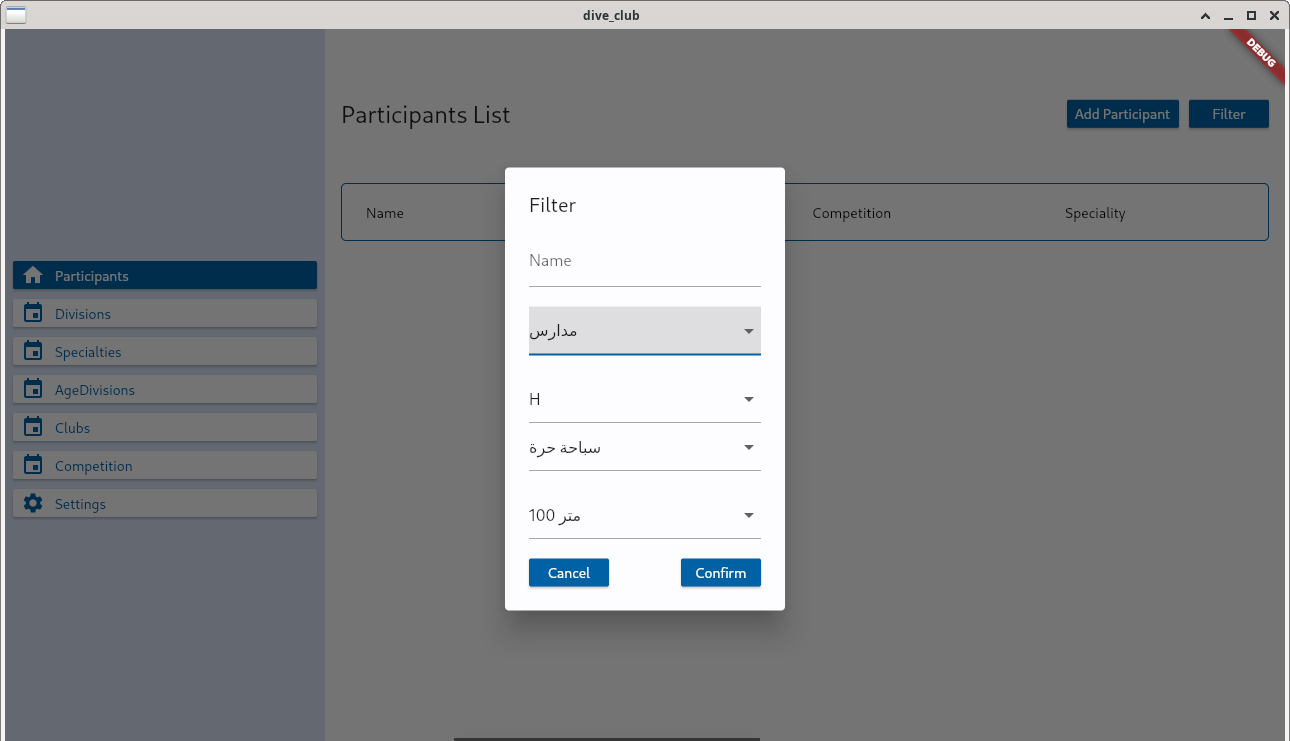 dive_club
DEBUG
Participants List
Add Participant
Filter
Name
Competition
Speciality
Participants
Divisions
Specialties
AgeDivisions
Clubs
Competition
Settings
Filter
Name
مدارس
H
سباحة حرة
100 متر
Cancel
Confirm